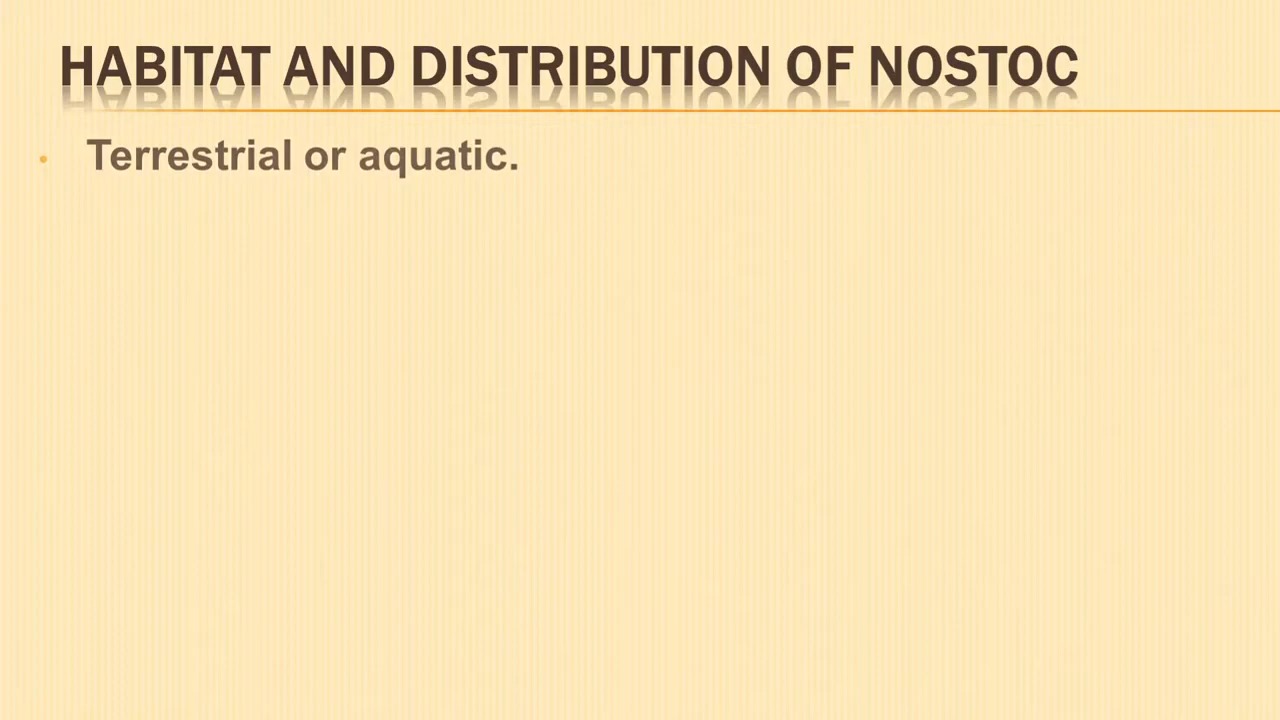 HABITAT AND DISTRIBUTION OF NOSTOC
• Terrestrial or aquatic.